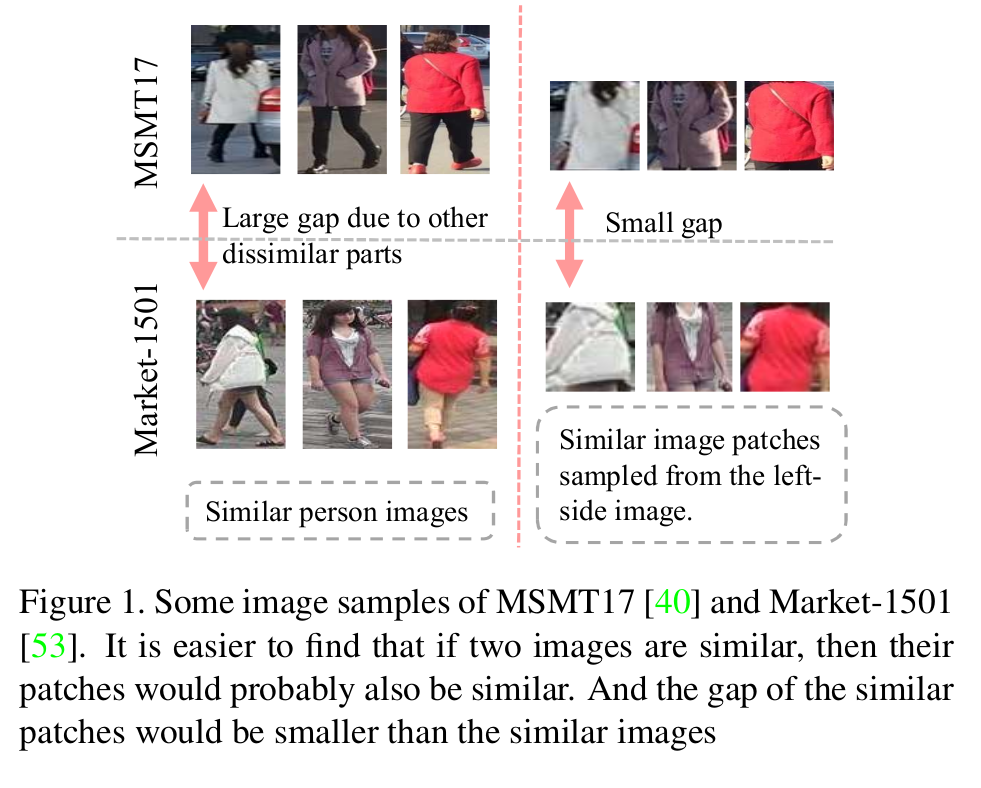 MSMT17
Large gap due to other
dissimilar parts
Small gap
Market-1501
Similar person images
Similar image patches
sampled from the left-
side image.
Figure 1. Some image samples of MSMT17 [40] and Market-1501
[53]. It is easier to find that if two images are similar, then their
patches would probably also be similar. And the gap of the similar
patches would be smaller than the similar images